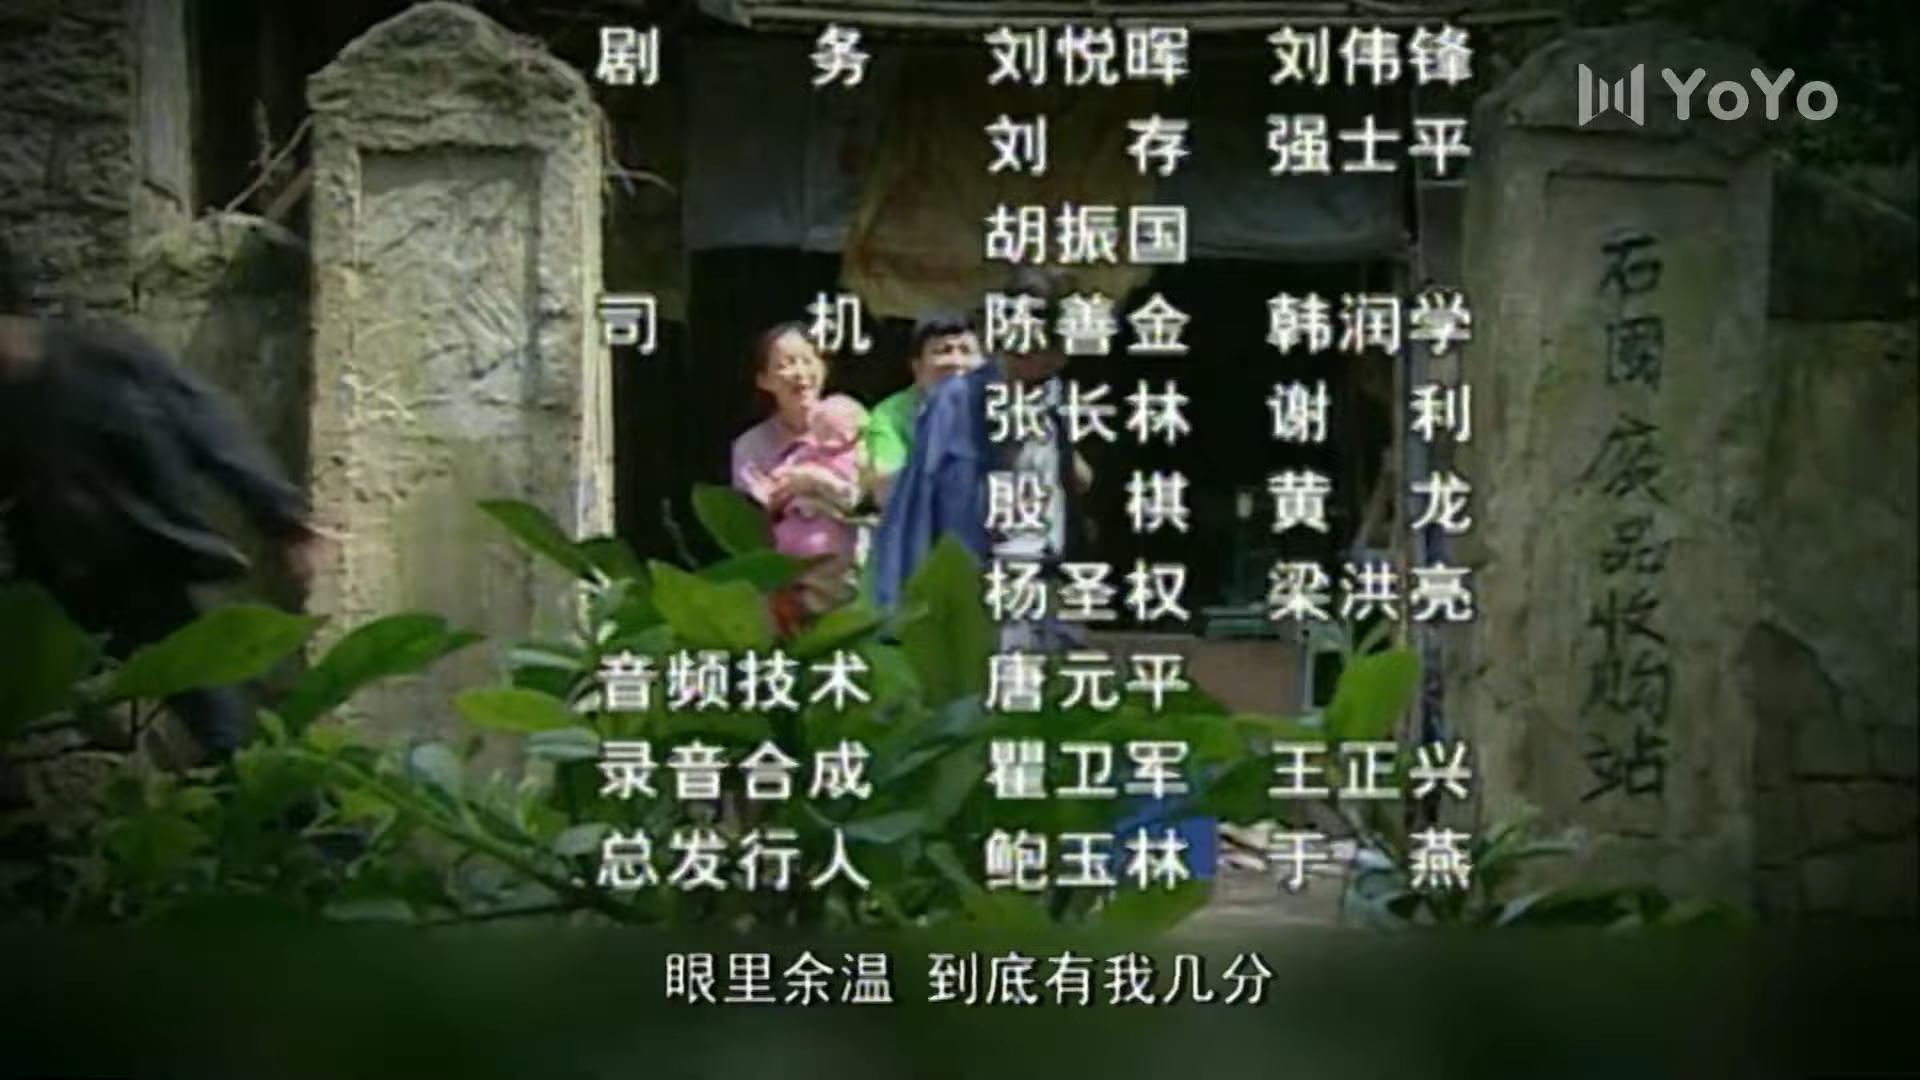 剧务 刘悦晖 刘伟锋
YoYo
刘存 强士平
胡振国
司机 陈善金 韩润学
张长林 谢利
殷棋 黄龙
杨圣权 梁洪亮
音频技术 唐元平
录音合成 瞿卫军 王正兴
总发行人 鲍玉林 于燕
石围废品收购站
眼里余温 到底有我几分